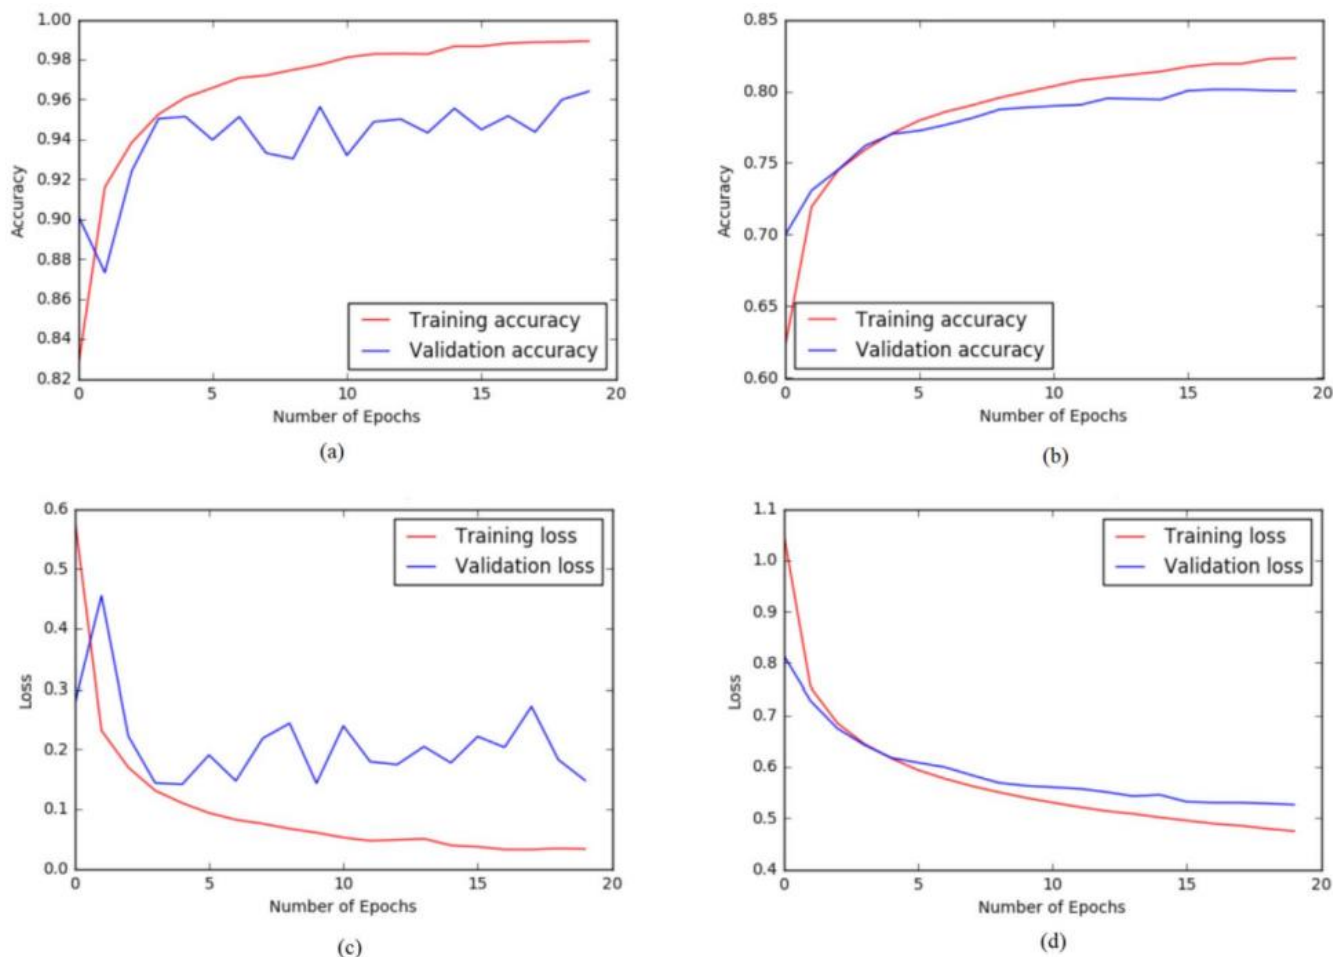 1.00
0.98
0.96
0.94
0.92
0.90
0.88
0.86
0.84
0.82
Accuracy
Training accuracy
Validation accuracy
0 5 10 15 20
Number of Epochs
(a)
0.85
0.80
0.75
0.70
0.65
0.60
Accuracy
Training accuracy
Validation accuracy
0 5 10 15 20
Number of Epochs
(b)
0.6
0.5
0.4
0.3
0.2
0.1
0.0
Loss
Training loss
Validation loss
0 5 10 15 20
Number of Epochs
(c)
1.1
1.0
0.9
0.8
0.7
0.6
0.5
0.4
Loss
Training loss
Validation loss
0 5 10 15 20
Number of Epochs
(d)